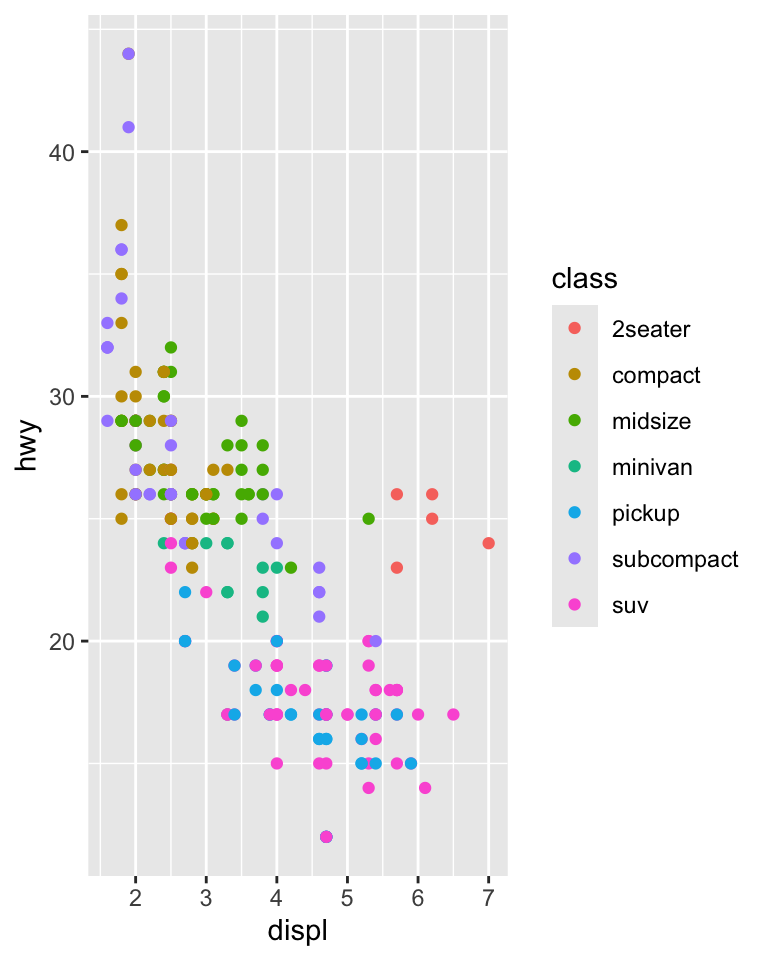 40
30
20
hwy
2 3 4 5 6 7
displ
class
2seater
compact
midsize
minivan
pickup
subcompact
suv